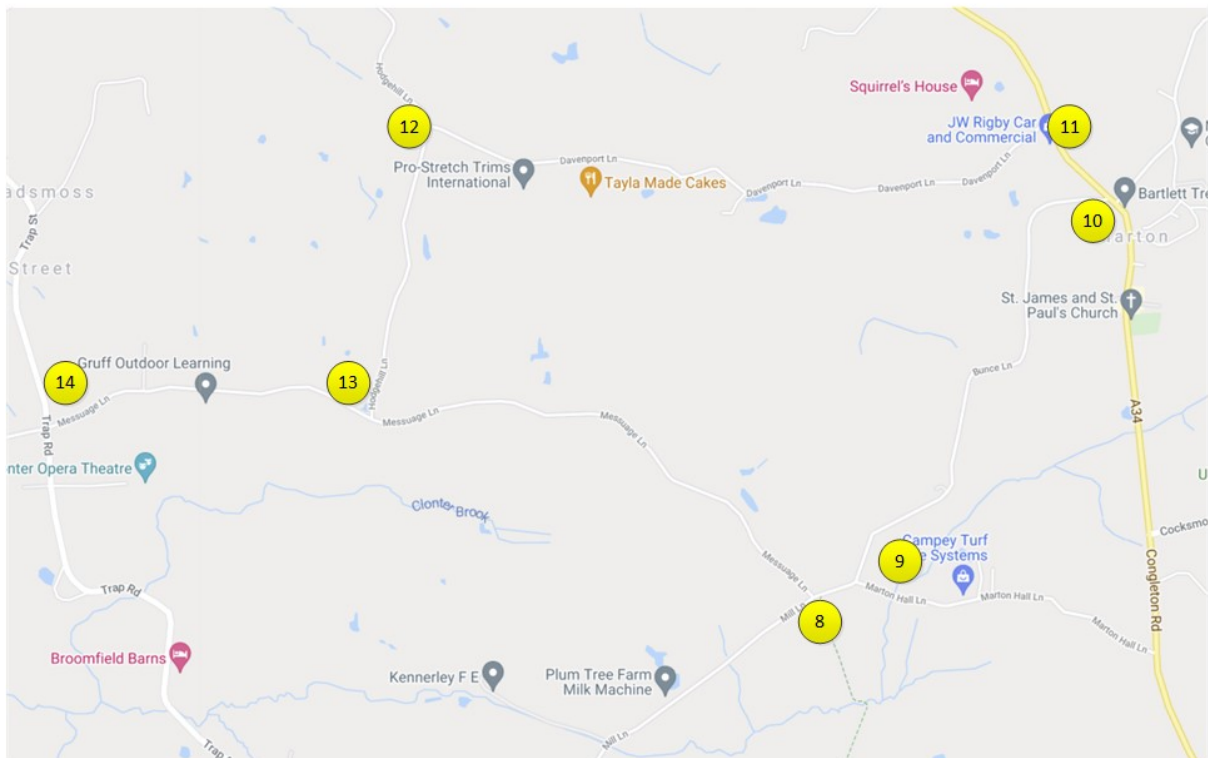 Hodgehill Ln
12
Squirrel's House
JW Rigby Car
and Commercial
11
Pro-Stretch Trims
International
Davenport Ln
Tayla Made Cakes
Davenport Ln
Davenport Ln
Davenport Ln
Bartlett Tre
adsmoss
Trap St
Street
10
arton
St. James and St.
Paul's Church
Gruff Outdoor Learning
14
13
Hodgehill Ln
Bunce Ln
Messuage Ln
Messuage Ln
Messuage Ln
A34
Trap Rd
nter Opera Theatre
U
Clonter Brook
Cocksmo
9
Campey Turf
e Systems
Messuage Ln
Trap Rd
Marton Hall Ln
Marton Hall Ln
Congleton Rd
Mill Ln
8
Marton Hall Ln
Broomfield Barns
Kennerley F E
Plum Tree Farm
Milk Machine
Mill Ln
Trap